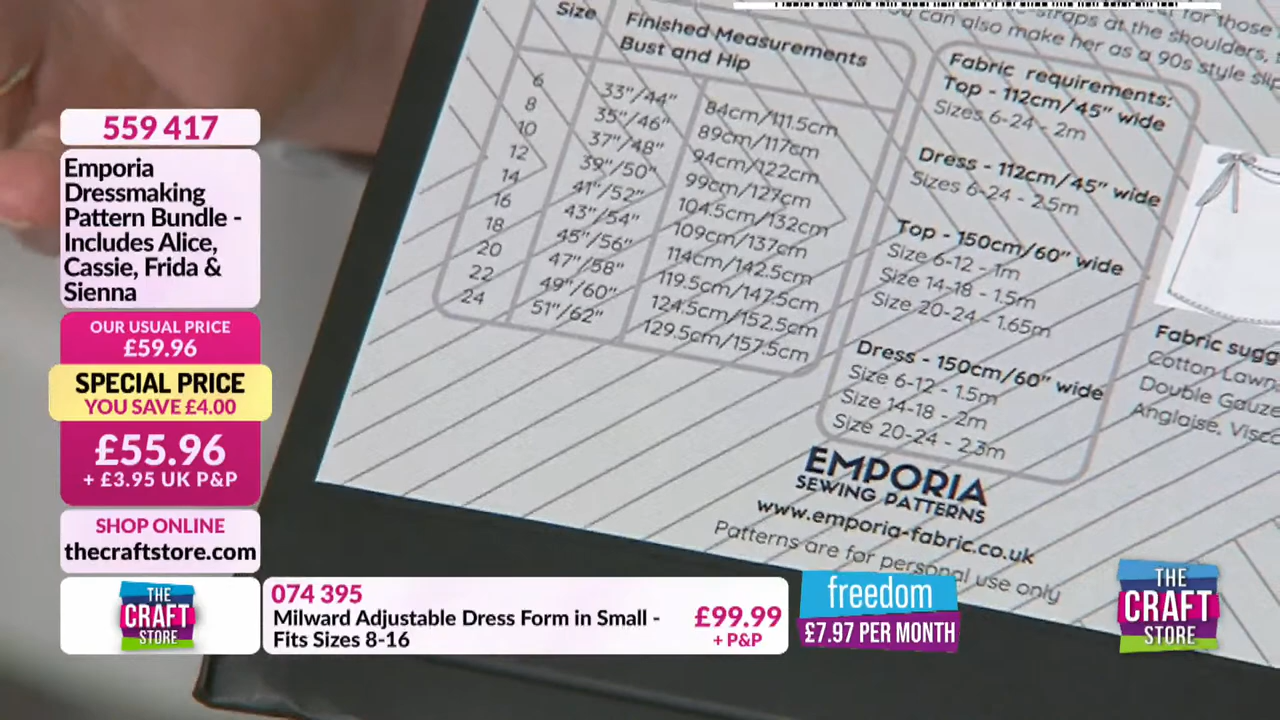 559 417
Emporia
Dressmaking
Pattern Bundle -
Includes Alice,
Cassie, Frida &
Sienna
OUR USUAL PRICE
£59.96
SPECIAL PRICE
YOU SAVE £4.00
£55.96
+ £3.95 UK P&P
SHOP ONLINE
thecraftstore.com
THE
CRAFT
STORE
074 395
Milward Adjustable Dress Form in Small -
Fits Sizes 8-16
£99.99
+ P&P
freedom
£7.97 PER MONTH
THE
CRAFT
STORE
for those
can also make her as a 90s style slip
straps at the shoulders,
Size
Finished Measurements
Bust and Hip
6 33"/44" 84cm/111.5cm
8 35"/46" 89cm/117cm
10 37"/48" 94cm/122cm
12 39"/50" 99cm/127cm
14 41"/52" 104.5cm/132cm
16 43"/54" 109cm/137cm
18 45"/56" 114cm/142.5cm
20 47"/58" 119.5cm/147.5cm
22 49"/60" 124.5cm/152.5cm
24 51"/62" 129.5cm/157.5cm
Fabric requirements:
Top - 112cm/45" wide
Sizes 6-24 - 2m
Dress - 112cm/45" wide
Sizes 6-24 - 2.5m
Top - 150cm/60" wide
Size 6-12 - 1m
Size 14-18 - 1.5m
Size 20-24 - 1.65m
Dress - 150cm/60" wide
Size 6-12 - 1.5m
Size 14-18 - 2m
Size 20-24 - 2.3m
Fabric
Cotton Lawn,
Double Gauze
Anglaise,
EMPORIA
SEWING PATTERNS
www.emporia-fabric.co.uk
Patterns are for personal use only